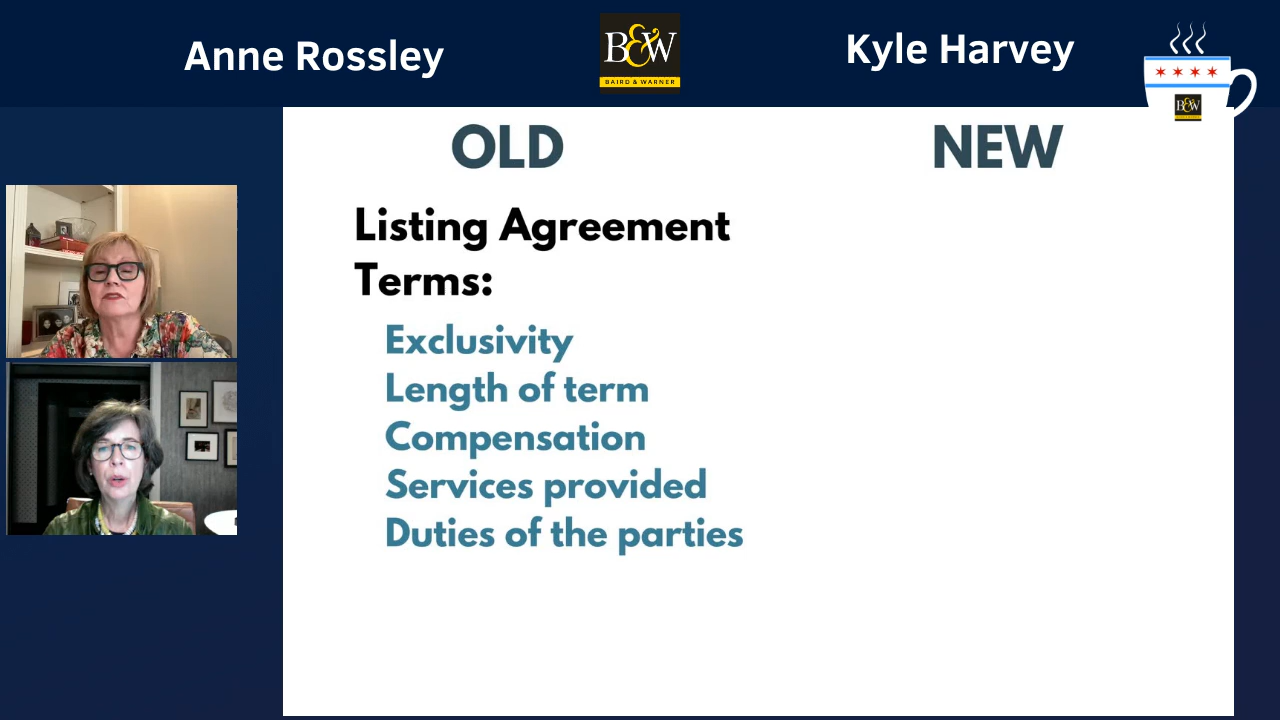 Anne Rossley
B&W
BAIRD & WARNER
Kyle Harvey
B&W
OLD
NEW
Listing Agreement
Terms:
Exclusivity
Length of term
Compensation
Services provided
Duties of the parties